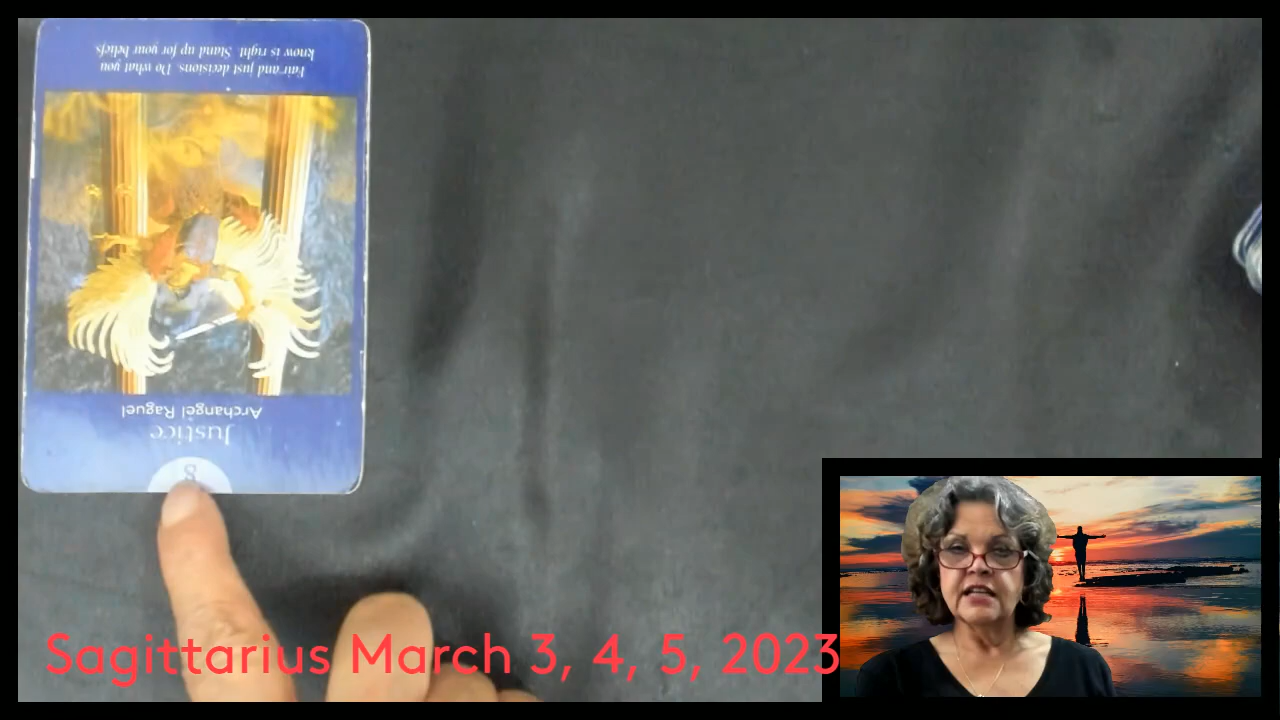 Fair and just decisions. Do what you
know is right. Stand up for your beliefs
Archangel Raguel
Justice
8
Sagittarius March 3, 4, 5, 2023